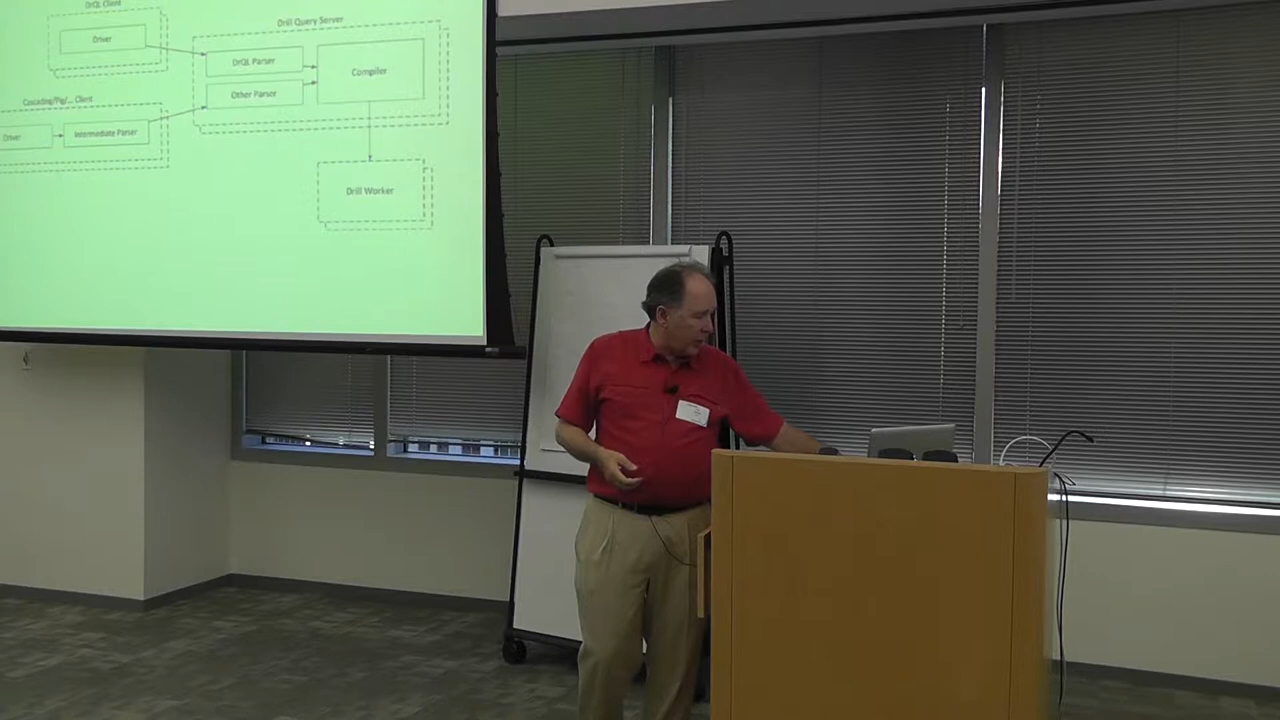 DrQL Client
Driver
Drill Query Server
DrQL Parser
Compiler
Other Parser
Cascading/Pig/... Client
Driver
Intermediate Parser
Drill Worker